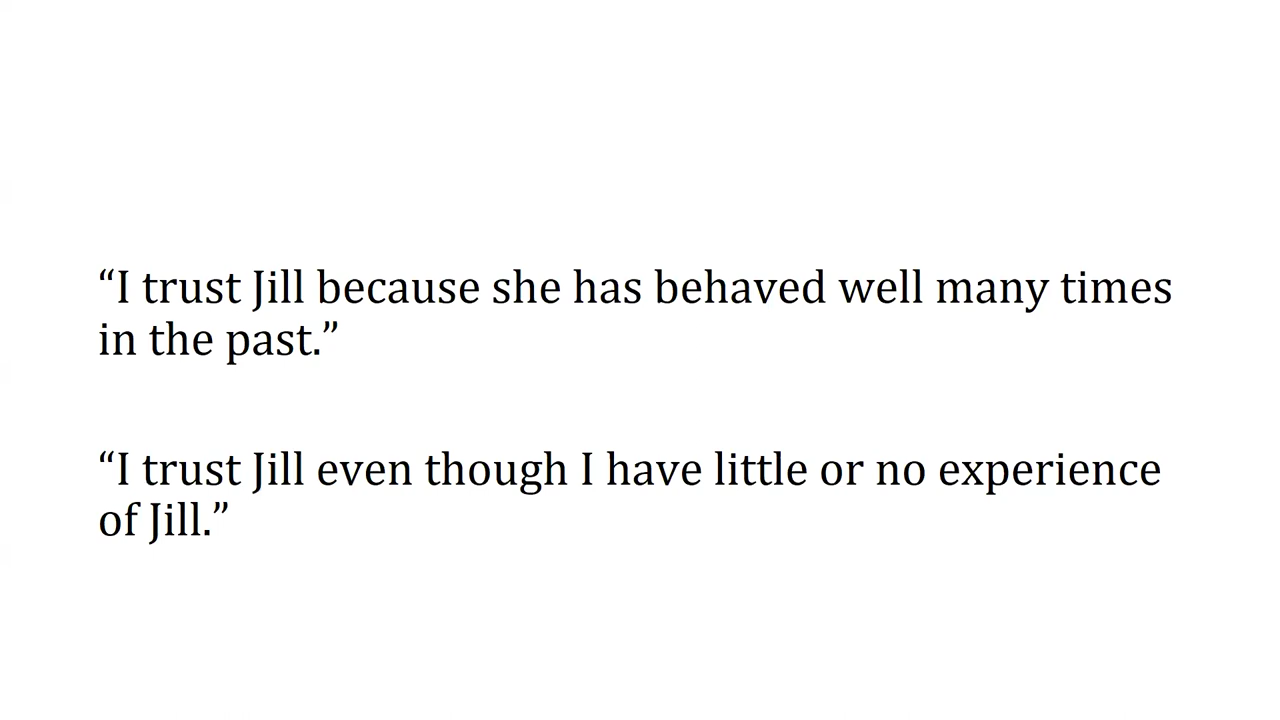 “I trust Jill because she has behaved well many times
in the past.”
“I trust Jill even though I have little or no experience
of Jill.”